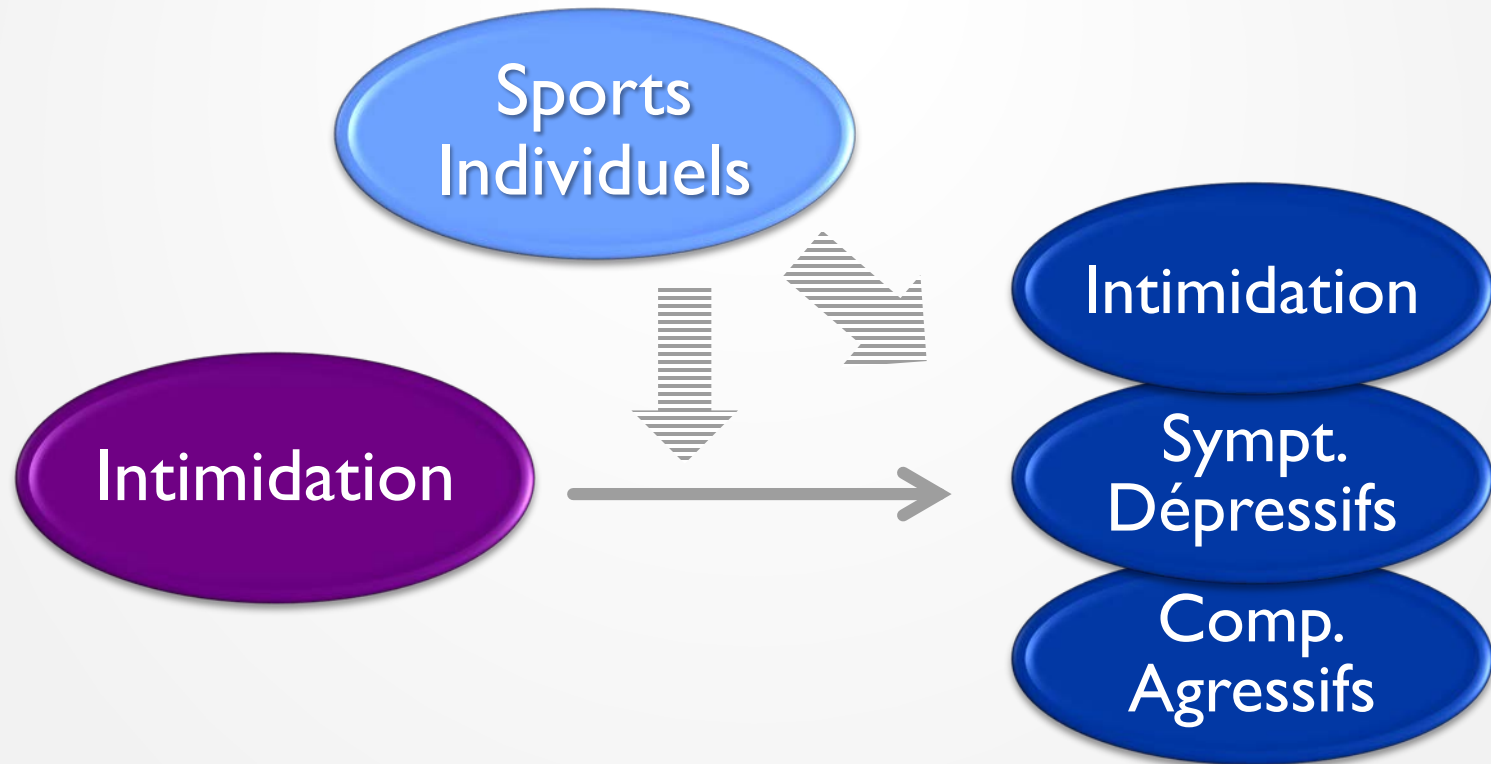 Sports
Individuels
Intimidation
Intimidation
Sympt.
Dépressifs
Comp.
Agressifs